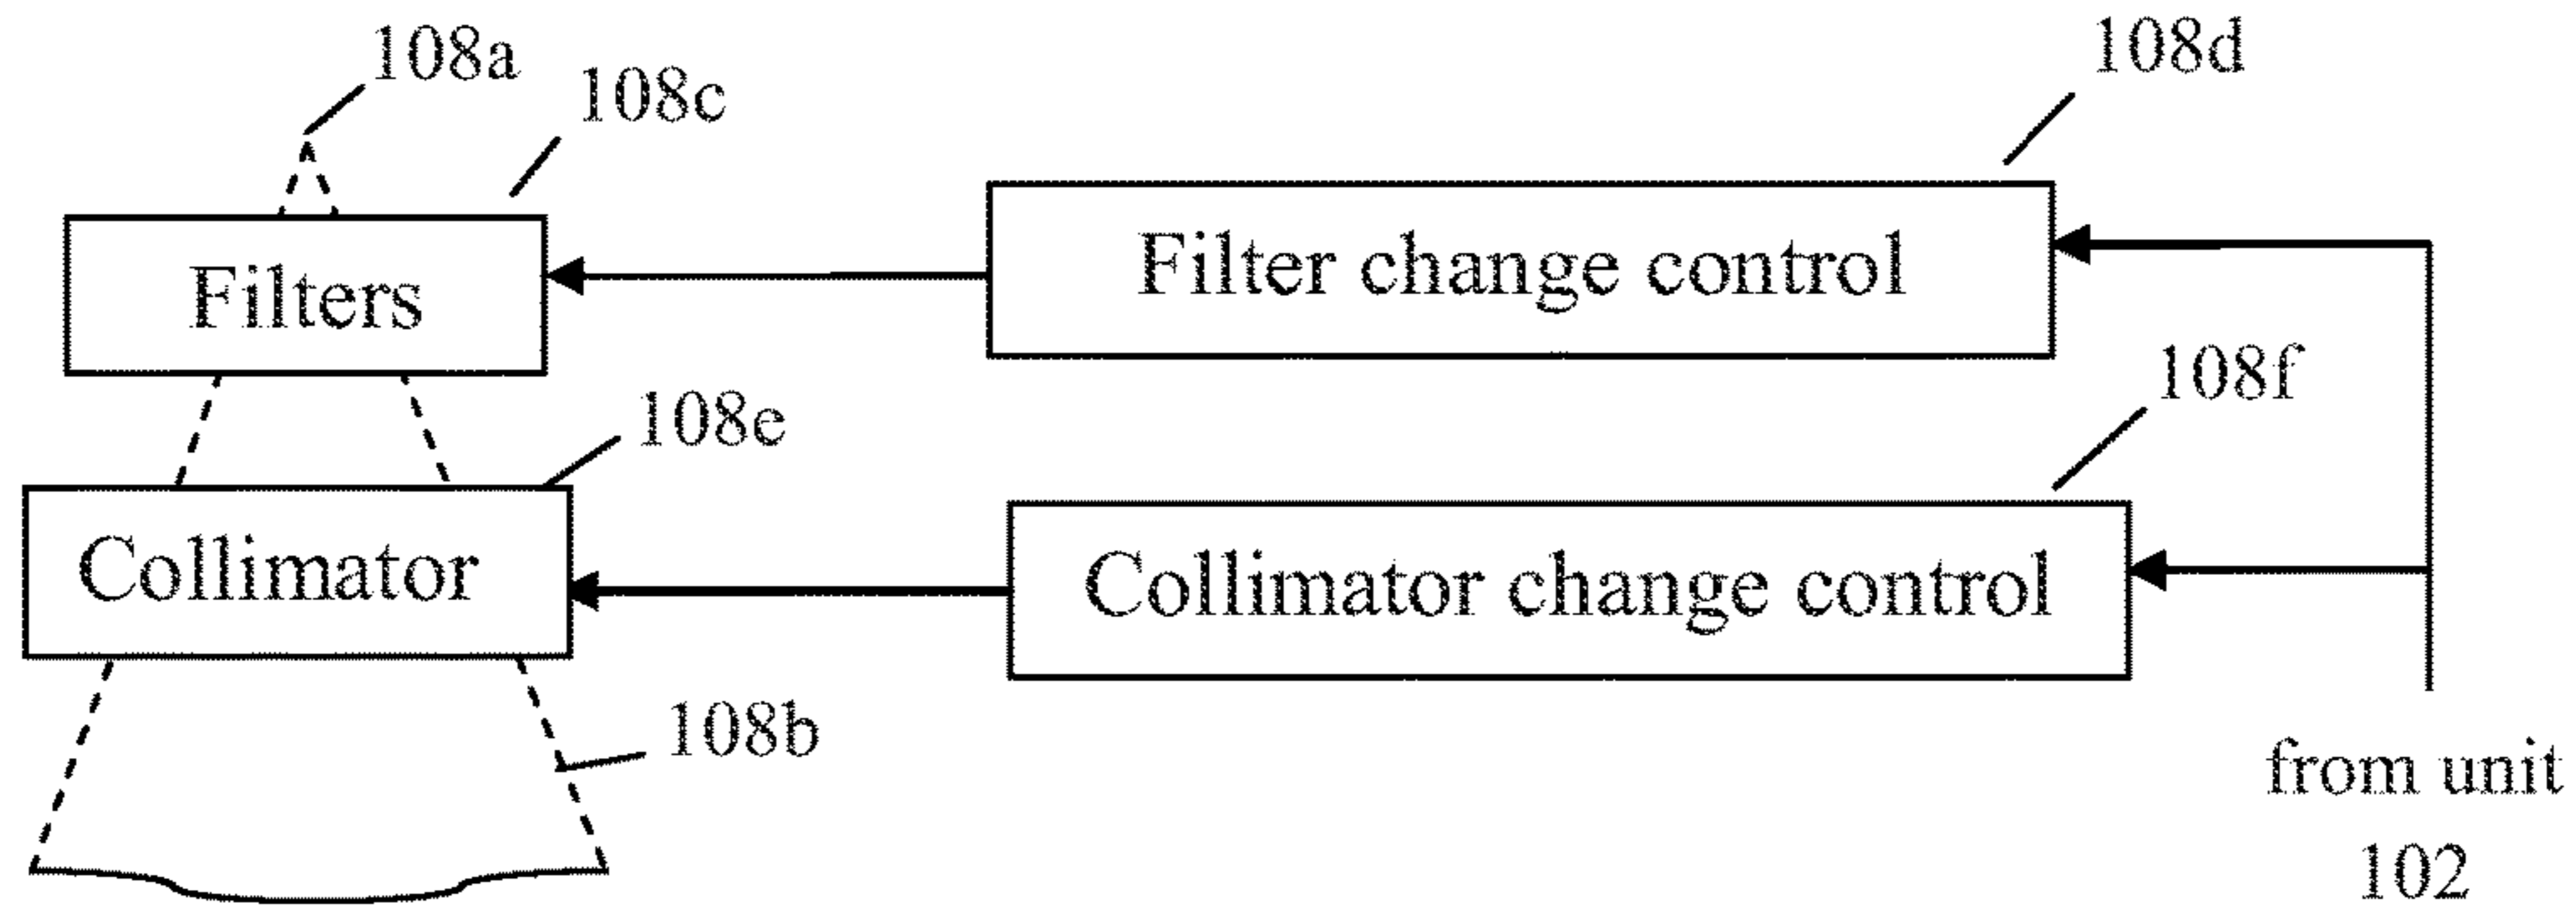 108a
108c
108d
Filters
Filter change control
108e
108f
Collimator
Collimator change control
108b
from unit
102